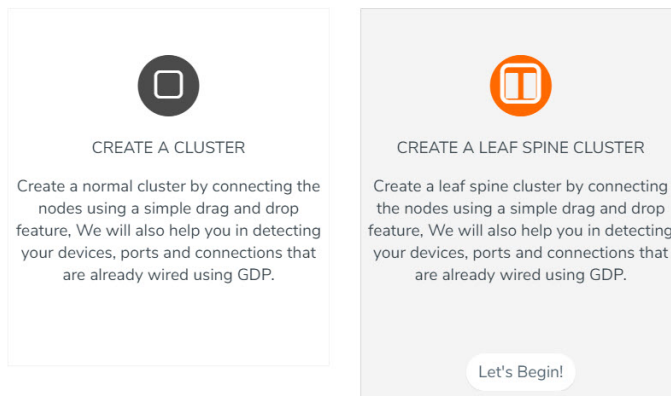 CREATE A CLUSTER
Create a normal cluster by connecting the
nodes using a simple drag and drop
feature, We will also help you in detecting
your devices, ports and connections that
are already wired using GDP.
CREATE A LEAF SPINE CLUSTER
Create a leaf spine cluster by connecting
the nodes using a simple drag and drop
feature, We will also help you in detecting
your devices, ports and connections that
are already wired using GDP.
Let's Begin!